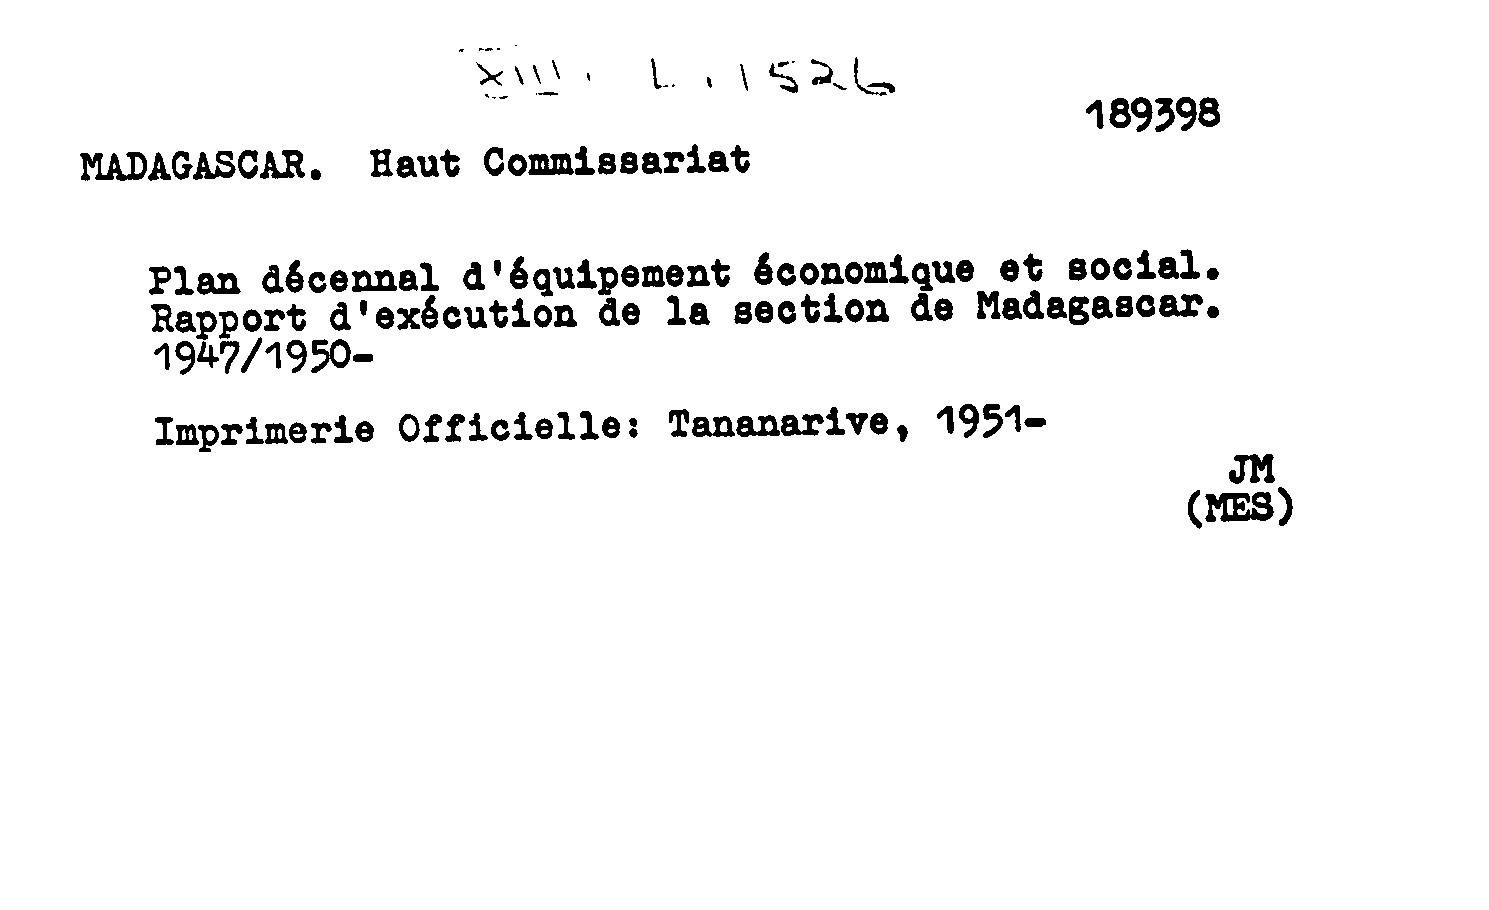 XIII. L. 1526
189398
MADAGASCAR. Haut Commissariat
Plan décennal d'équipement économique et social.
Rapport d'exécution de la section de Madagascar.
1947/1950-
Imprimerie Officielle: Tananarive, 1951-
JM
(MES)